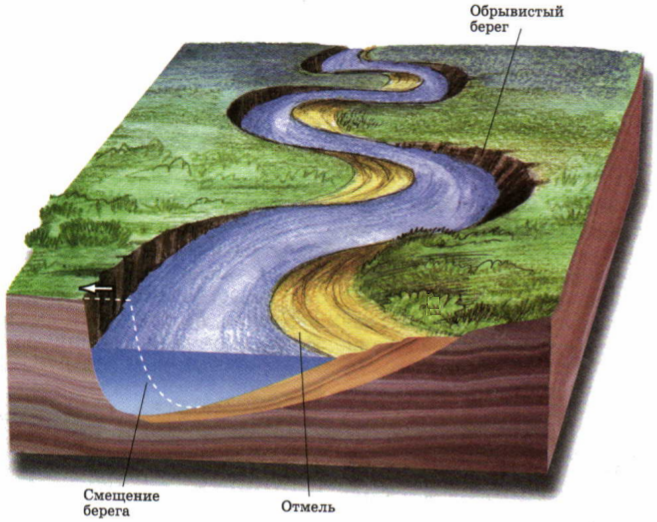 Обрывистый
берег
Смещение
берега
Отмель